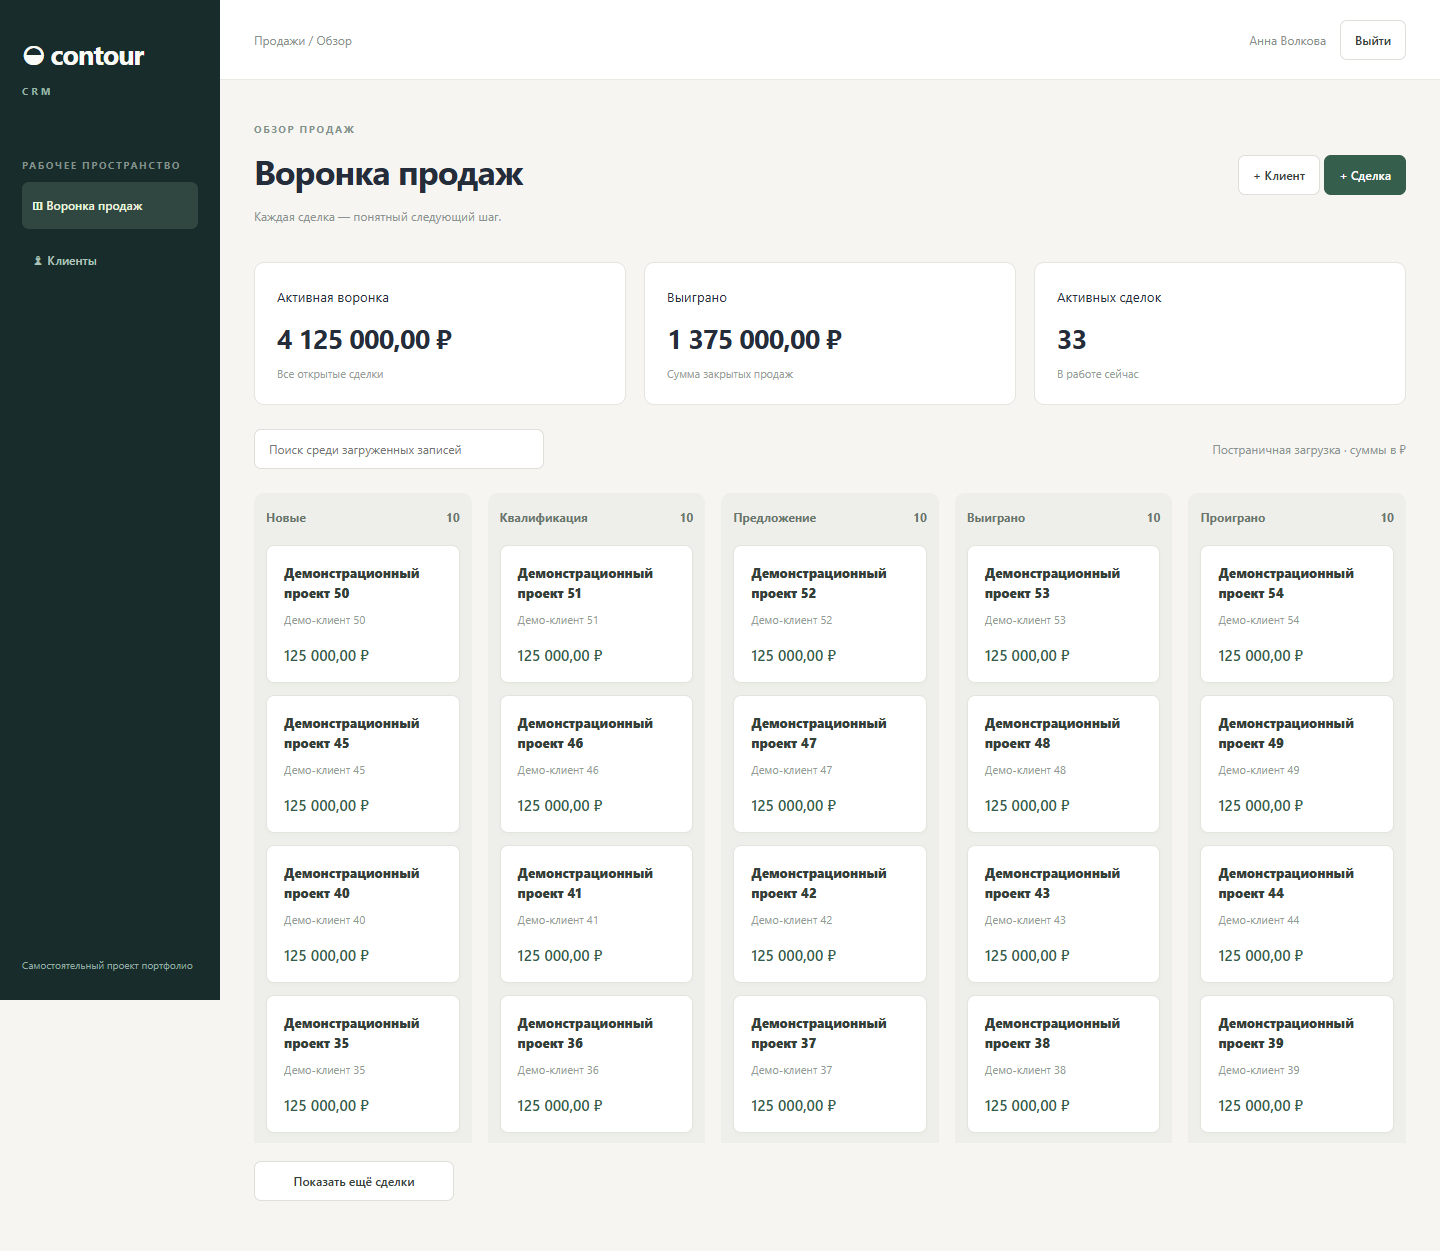 contour
CRM
РАБОЧЕЕ ПРОСТРАНСТВО
Воронка продаж
Клиенты
Самостоятельный проект портфолио
Продажи / Обзор
Анна Волкова
Выйти
ОБЗОР ПРОДАЖ
Воронка продаж
Каждая сделка — понятный следующий шаг.
+ Клиент
+ Сделка
Активная воронка
4 125 000,00 ₽
Все открытые сделки
Выиграно
1 375 000,00 ₽
Сумма закрытых продаж
Активных сделок
33
В работе сейчас
Поиск среди загруженных записей
Постраничная загрузка · суммы в ₽
Новые 10
Демонстрационный
проект 50
Демо-клиент 50
125 000,00 ₽
Демонстрационный
проект 45
Демо-клиент 45
125 000,00 ₽
Демонстрационный
проект 40
Демо-клиент 40
125 000,00 ₽
Демонстрационный
проект 35
Демо-клиент 35
125 000,00 ₽
Квалификация 10
Демонстрационный
проект 51
Демо-клиент 51
125 000,00 ₽
Демонстрационный
проект 46
Демо-клиент 46
125 000,00 ₽
Демонстрационный
проект 41
Демо-клиент 41
125 000,00 ₽
Демонстрационный
проект 36
Демо-клиент 36
125 000,00 ₽
Предложение 10
Демонстрационный
проект 52
Демо-клиент 52
125 000,00 ₽
Демонстрационный
проект 47
Демо-клиент 47
125 000,00 ₽
Демонстрационный
проект 42
Демо-клиент 42
125 000,00 ₽
Демонстрационный
проект 37
Демо-клиент 37
125 000,00 ₽
Выиграно 10
Демонстрационный
проект 53
Демо-клиент 53
125 000,00 ₽
Демонстрационный
проект 48
Демо-клиент 48
125 000,00 ₽
Демонстрационный
проект 43
Демо-клиент 43
125 000,00 ₽
Демонстрационный
проект 38
Демо-клиент 38
125 000,00 ₽
Проиграно 10
Демонстрационный
проект 54
Демо-клиент 54
125 000,00 ₽
Демонстрационный
проект 49
Демо-клиент 49
125 000,00 ₽
Демонстрационный
проект 44
Демо-клиент 44
125 000,00 ₽
Демонстрационный
проект 39
Демо-клиент 39
125 000,00 ₽
Показать ещё сделки